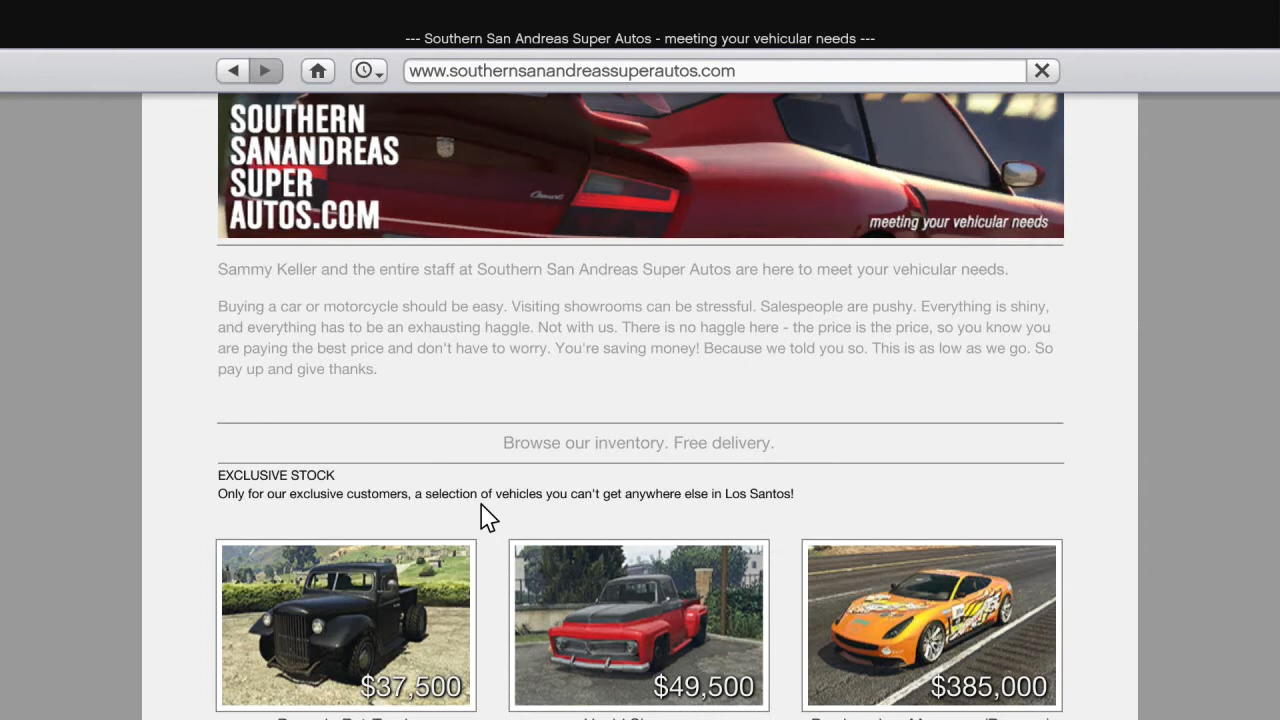 --- Southern San Andreas Super Autos - meeting your vehicular needs ---
www.southernsanandreassuperautos.com
SOUTHERN
SANANDREAS
SUPER
AUTOS.COM
meeting your vehicular needs
Sammy Keller and the entire staff at Southern San Andreas Super Autos are here to meet your vehicular needs.
Buying a car or motorcycle should be easy. Visiting showrooms can be stressful. Salespeople are pushy. Everything is shiny,
and everything has to be an exhausting haggle. Not with us. There is no haggle here - the price is the price, so you know you
are paying the best price and don't have to worry. You're saving money! Because we told you so. This is as low as we go. So
pay up and give thanks.
Browse our inventory. Free delivery.
EXCLUSIVE STOCK
Only for our exclusive customers, a selection of vehicles you can't get anywhere else in Los Santos!
$37,500
$49,500
$385,000